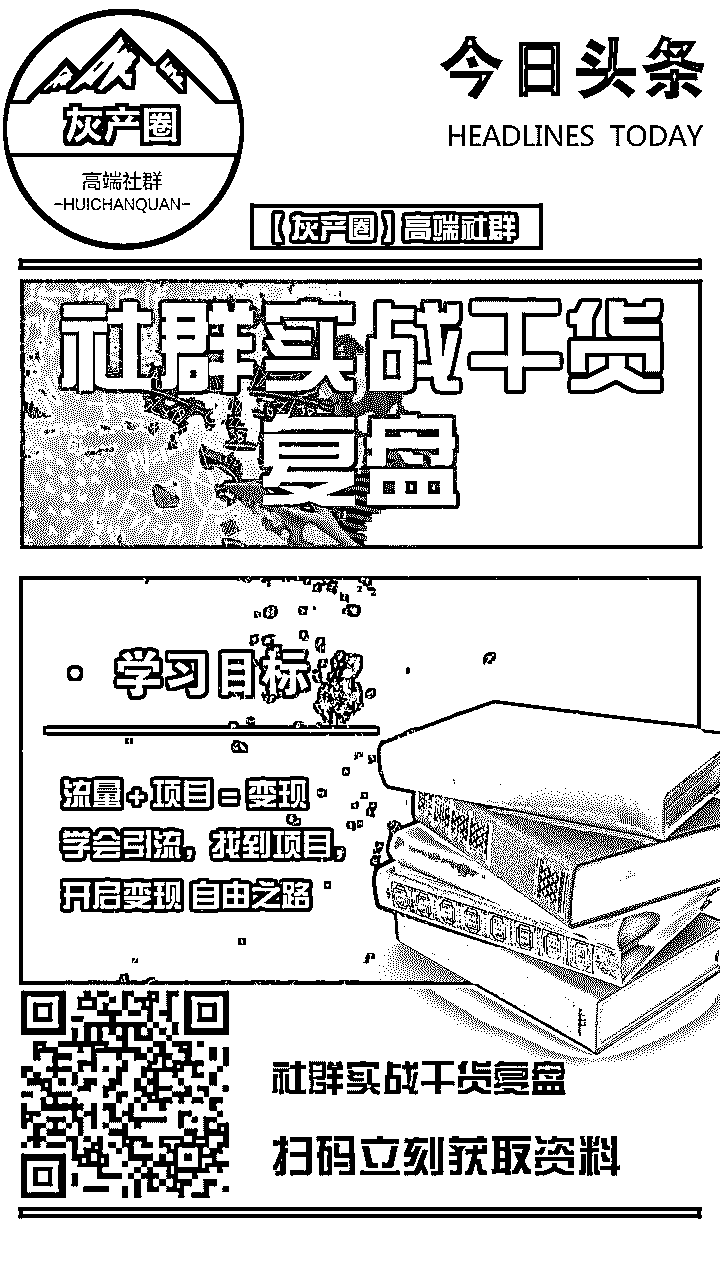 灰产圈
高端社群
-HUICHANQUAN-
今日头条
HEADLINES TODAY
【灰产圈】高端社群
社群实战干货
复盘
· 学习目标
流量+项目=变现
学会引流，找到项目，
开启变现 自由之路
社群实战干货复盘
扫码立刻获取资料